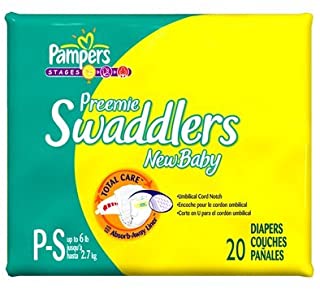 Pampers
STAGES
Preemie
Swaddlers
New Baby
TOTAL CARE
Absorb-Away Liner
•Umbilical Cord Notch
•Encoche pour le cordon umbilical
•Corte en U para el cordón umbilical
P-S up to 6 lb
jusqu'à
hasta 2.7 kg
20 DIAPERS
COUCHES
PAÑALES